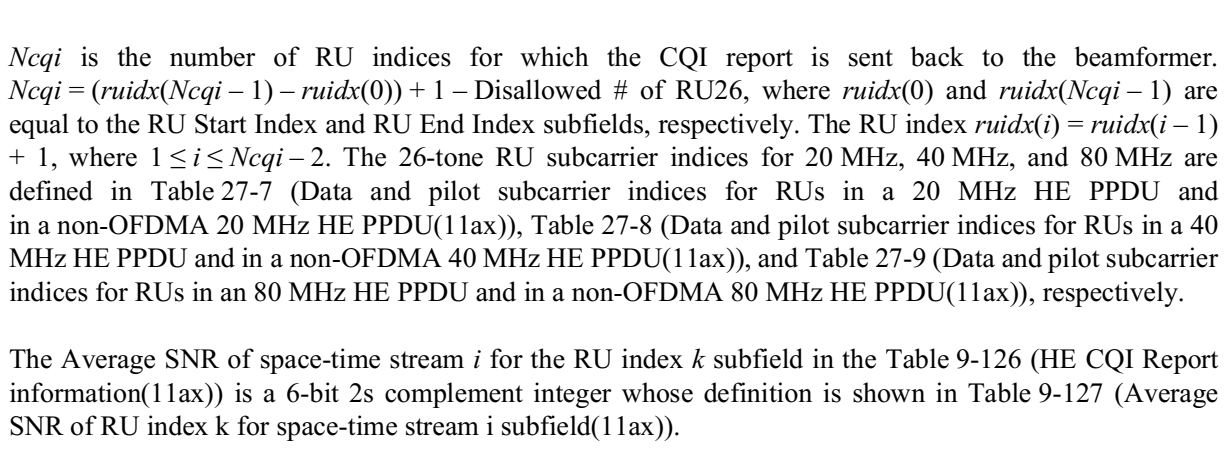 Ncqi is the number of RU indices for which the CQI report is sent back to the beamformer.
Ncqi = (ruidx(Ncqi – 1) – ruidx(0)) + 1 – Disallowed # of RU26, where ruidx(0) and ruidx(Ncqi – 1) are
equal to the RU Start Index and RU End Index subfields, respectively. The RU index ruidx(i) = ruidx(i – 1)
+ 1, where 1 ≤ i ≤ Ncqi – 2. The 26-tone RU subcarrier indices for 20 MHz, 40 MHz, and 80 MHz are
defined in Table 27-7 (Data and pilot subcarrier indices for RUs in a 20 MHz HE PPDU and
in a non-OFDMA 20 MHz HE PPDU(11ax)), Table 27-8 (Data and pilot subcarrier indices for RUs in a 40
MHz HE PPDU and in a non-OFDMA 40 MHz HE PPDU(11ax)), and Table 27-9 (Data and pilot subcarrier
indices for RUs in an 80 MHz HE PPDU and in a non-OFDMA 80 MHz HE PPDU(11ax)), respectively.
The Average SNR of space-time stream i for the RU index k subfield in the Table 9-126 (HE CQI Report
information(11ax)) is a 6-bit 2s complement integer whose definition is shown in Table 9-127 (Average
SNR of RU index k for space-time stream i subfield(11ax)).